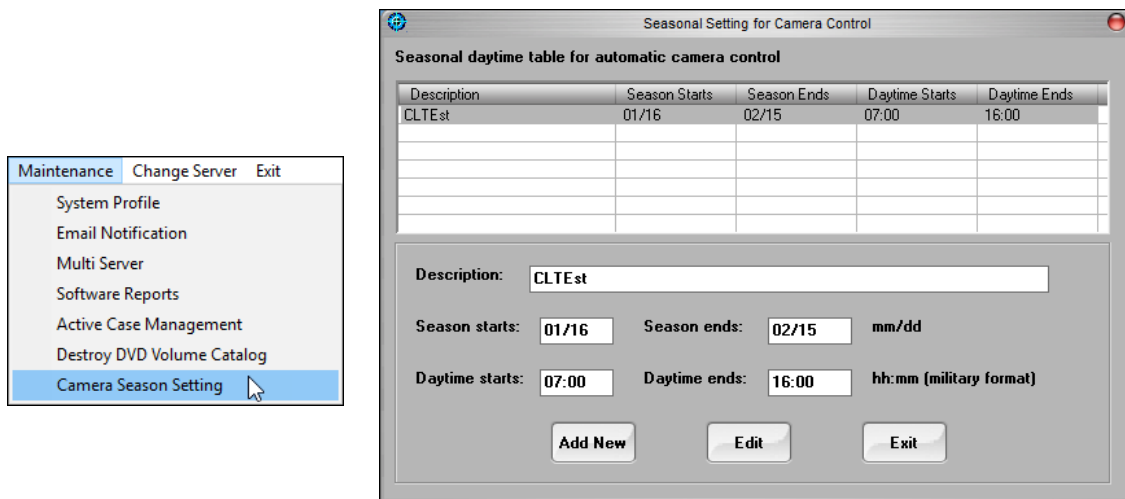 Maintenance Change Server Exit
System Profile
Email Notification
Multi Server
Software Reports
Active Case Management
Destroy DVD Volume Catalog
Camera Season Setting
Seasonal Setting for Camera Control
Seasonal daytime table for automatic camera control
Description Season Starts Season Ends Daytime Starts Daytime Ends
CLTEst 01/16 02/15 07:00 16:00
Description: CLTEst
Season starts: 01/16 Season ends: 02/15 mm/dd
Daytime starts: 07:00 Daytime ends: 16:00 hh:mm (military format)
Add New Edit Exit